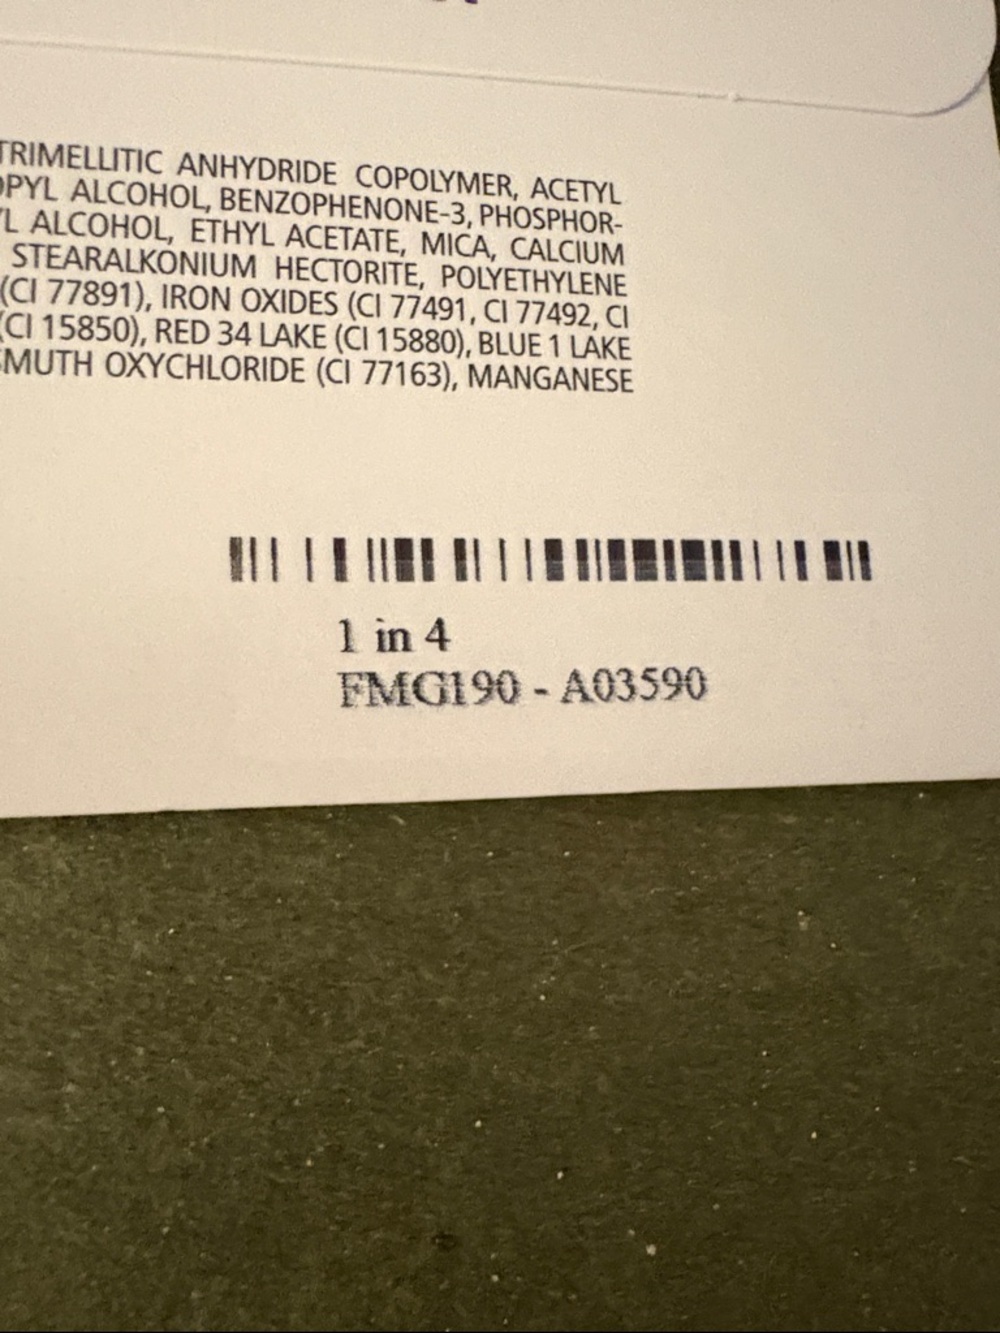 TRIMELLITIC ANHYDRIDE COPOLYMER, ACETYL
OPYL ALCOHOL, BENZOPHENONE-3, PHOSPHOR-
YL ALCOHOL, ETHYL ACETATE, MICA, CALCIUM
STEARALKONIUM HECTORITE, POLYETHYLENE
(CI 77891), IRON OXIDES (CI 77491, CI 77492, CI
(CI 15850), RED 34 LAKE (CI 15880), BLUE 1 LAKE
SMUTH OXYCHLORIDE (CI 77163), MANGANESE
1 in 4
FMG190 - A03590